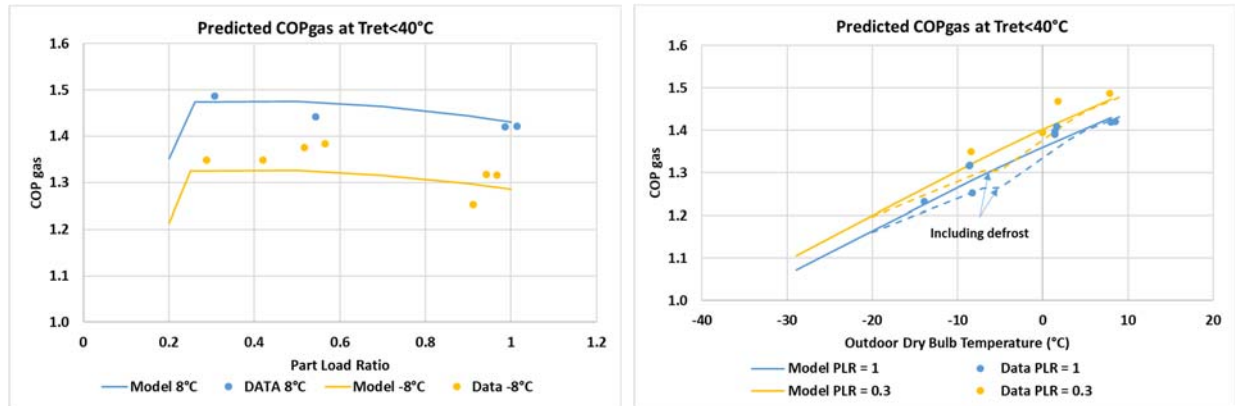 Predicted COPgas at Tret<40°C
1.6
1.5
1.4
1.3
1.2
1.1
1.0
COP gas
0 0.2 0.4 0.6 0.8 1 1.2
Part Load Ratio
Model 8°C DATA 8°C Model -8°C Data -8°C
Predicted COPgas at Tret<40°C
1.6
1.5
1.4
1.3
1.2
1.1
1.0
COP gas
Including defrost
-40 -30 -20 -10 0 10 20
Outdoor Dry Bulb Temperature (°C)
Model PLR = 1 Data PLR = 1
Model PLR = 0.3 Data PLR = 0.3